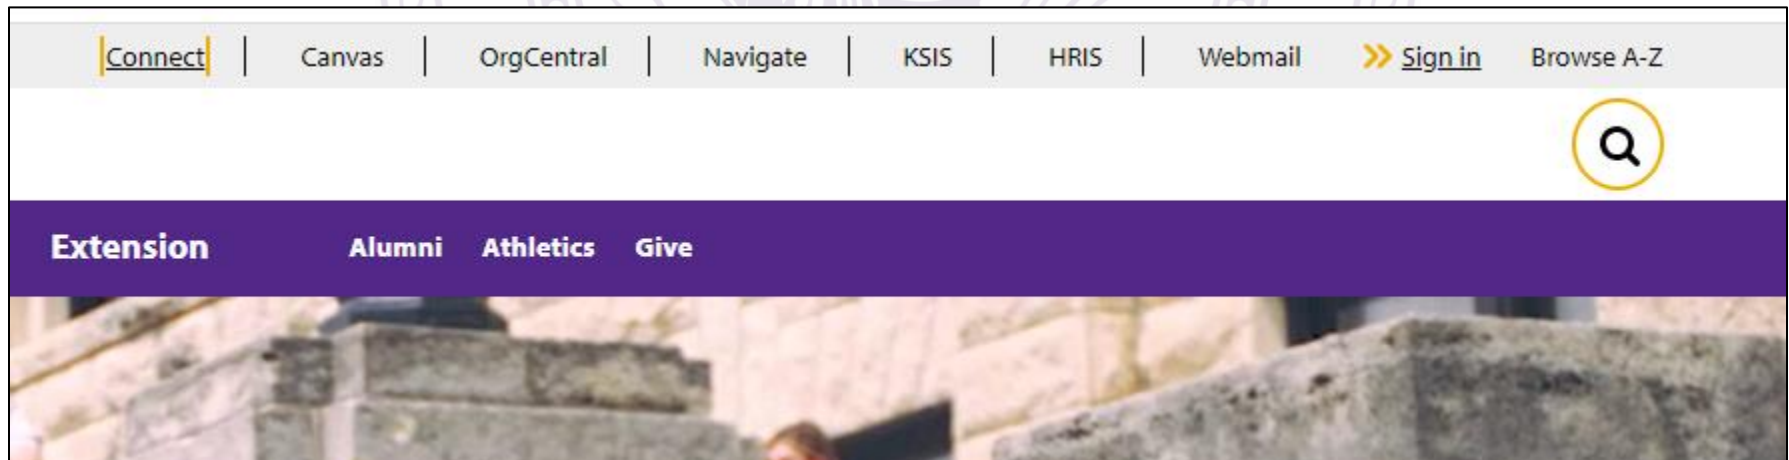 Connect | Canvas | OrgCentral | Navigate | KSIS | HRIS | Webmail » Sign in Browse A-Z
Extension Alumni Athletics Give